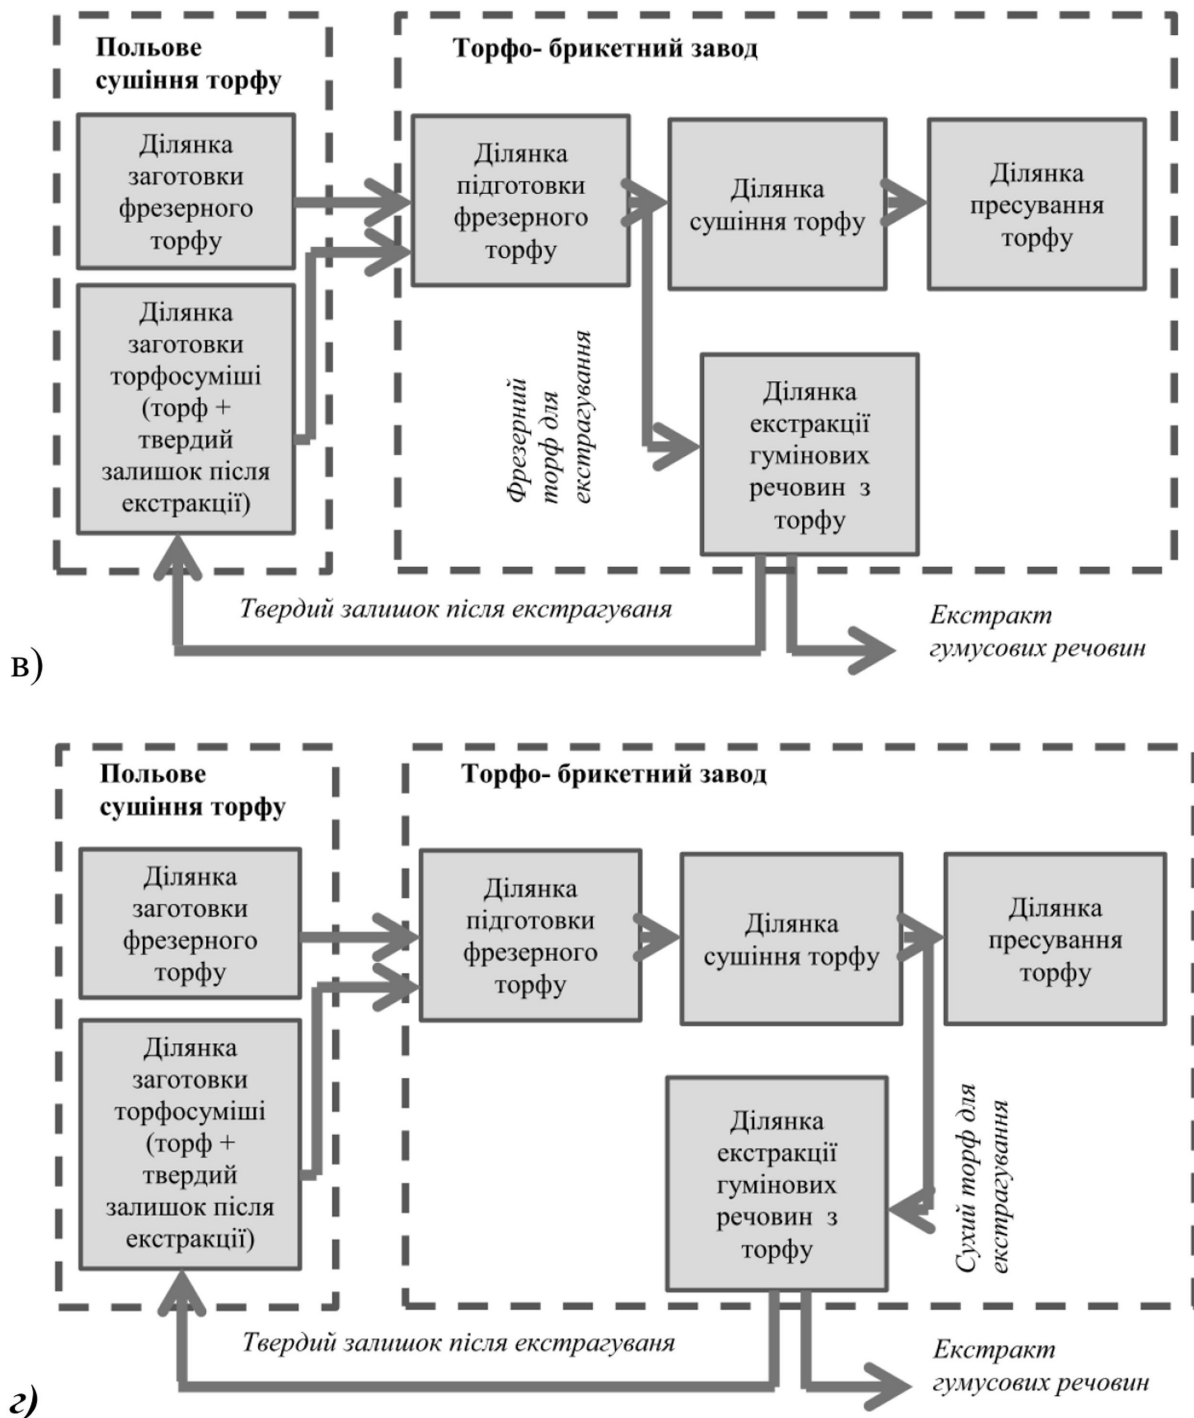 Польове
сушіння торфу
Ділянка
заготовки
фрезерного
торфу
Ділянка
заготовки
торфосуміші
(торф +
твердий
залишок після
екстракції)
Торфо- брикетний завод
Ділянка
підготовки
фрезерного
торфу
Ділянка
сушіння торфу
Ділянка
пресування
торфу
Фрезерний
торф для
екстрагування
Ділянка
екстракції
гумінових
речовин з
торфу
Твердий залишок після екстрагуваня
Екстракт
гумусових речовин
в)
Польове
сушіння торфу
Ділянка
заготовки
фрезерного
торфу
Ділянка
заготовки
торфосуміші
(торф +
твердий
залишок після
екстракції)
Торфо- брикетний завод
Ділянка
підготовки
фрезерного
торфу
Ділянка
сушіння торфу
Ділянка
пресування
торфу
Ділянка
екстракції
гумінових
речовин з
торфу
Сухий торф для
екстрагування
Твердий залишок після екстрагуваня
Екстракт
гумусових речовин
г)